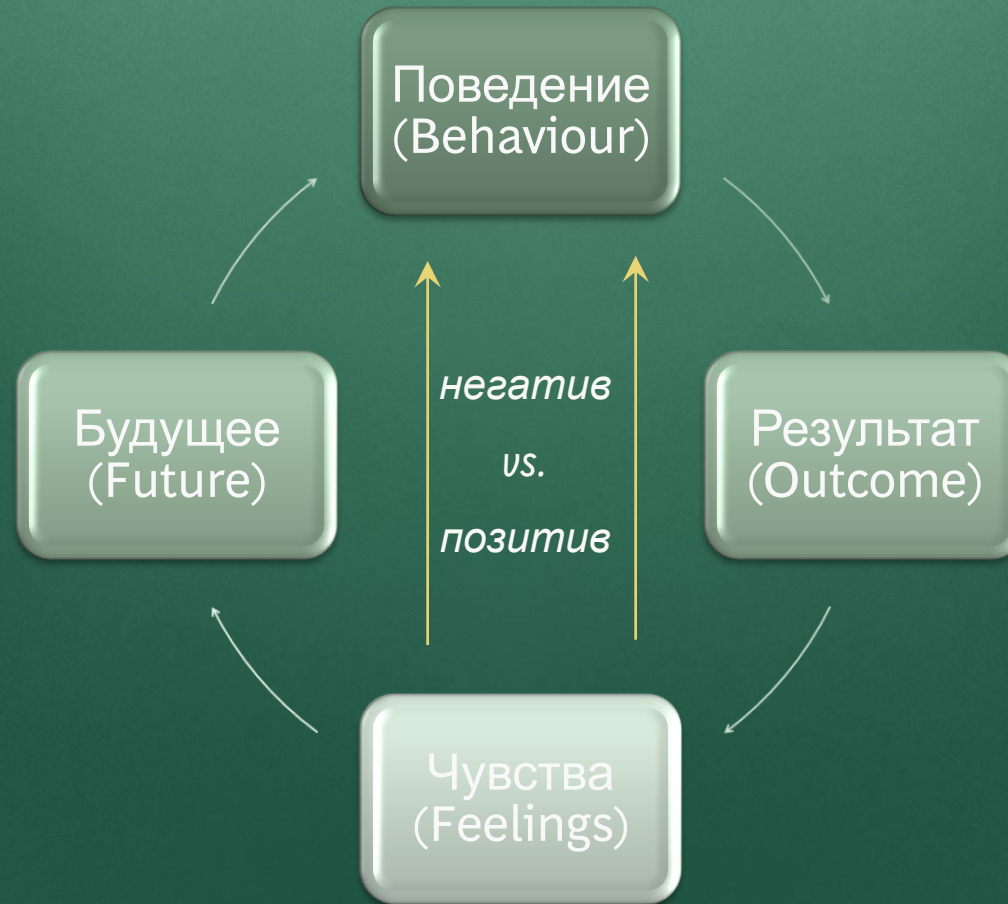 Поведение
(Behaviour)
негатив
vs.
позитив
Будущее
(Future)
Результат
(Outcome)
Чувства
(Feelings)